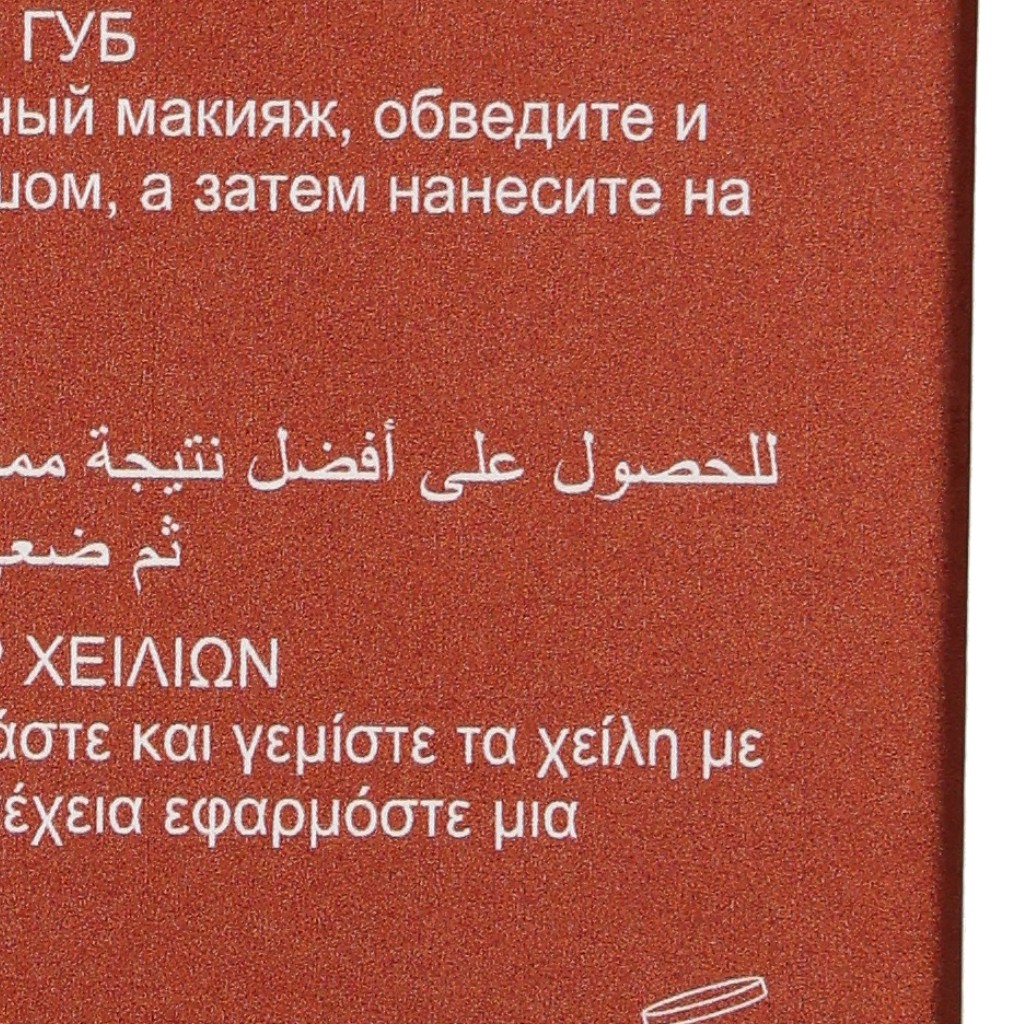 ГУБ
ный макияж, обведите и
шом, а затем нанесите на
للحصول على أفضل نتيجة
ثم
ΧΕΙΛΙΩΝ
άστε και γεμίστε τα χείλη με
έχεια εφαρμόστε μια